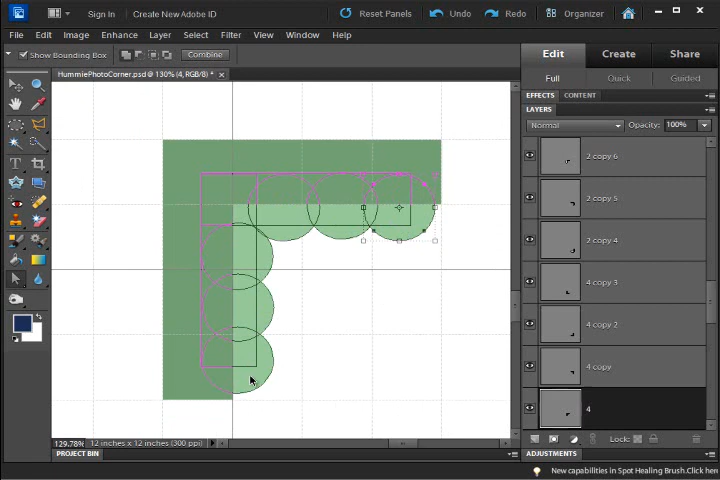 Sign In
Create New Adobe ID
Reset Panels
Undo
Redo
Organizer
File Edit Image Enhance Layer Select Filter View Window Help
Show Bounding Box
Combine
Edit Create Share
HummiePhotoCorner.psd @ 130% (4, RGB/8) *
Full Quick Guided
EFFECTS CONTENT
LAYERS
Normal Opacity: 100%
2 copy 6
2 copy 5
2 copy 4
4 copy 3
4 copy 2
4 copy
4
Lock:
129.78% 12 inches x 12 inches (300 ppi)
PROJECT BIN
ADJUSTMENTS
New capabilities in Spot Healing Brush.Click here